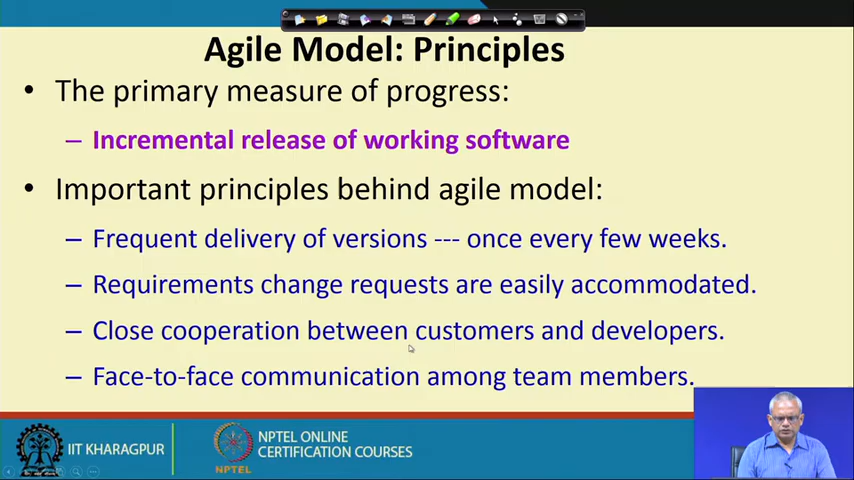 Agile Model: Principles
• The primary measure of progress:
– Incremental release of working software
• Important principles behind agile model:
– Frequent delivery of versions --- once every few weeks.
– Requirements change requests are easily accommodated.
– Close cooperation between customers and developers.
– Face-to-face communication among team members.
IIT KHARAGPUR
NPTEL
NPTEL ONLINE
CERTIFICATION COURSES